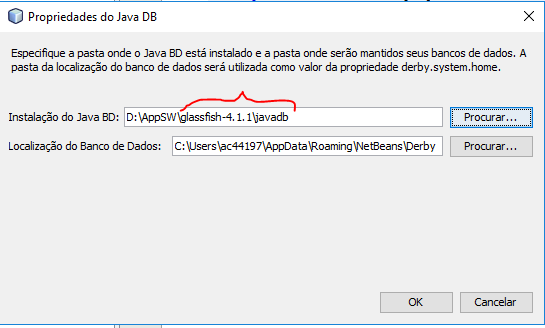 Propriedades do Java DB
Especifique a pasta onde o Java BD está instalado e a pasta onde serão mantidos seus bancos de dados. A
pasta da localização do banco de dados será utilizada como valor da propriedade derby.system.home.
Instalação do Java BD: D:\AppSW\glassfish-4.1.1\javadb Procurar...
Localização do Banco de Dados: C:\Users\ac44197\AppData\Roaming\NetBeans\Derby Procurar...
OK Cancelar